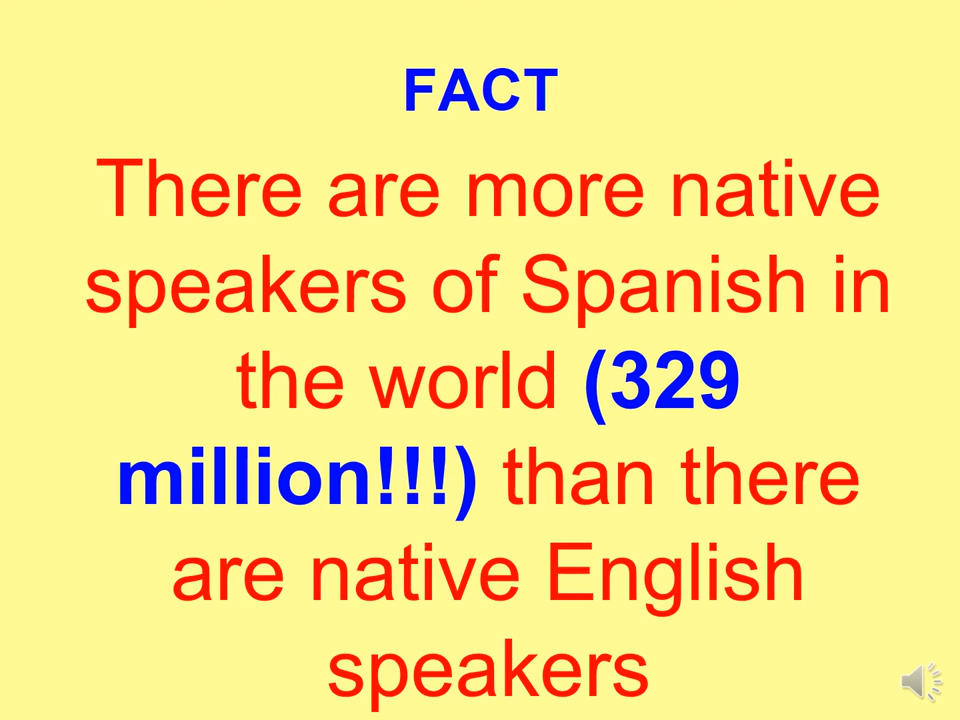 FACT
There are more native
speakers of Spanish in
the world (329
million!!!) than there
are native English
speakers